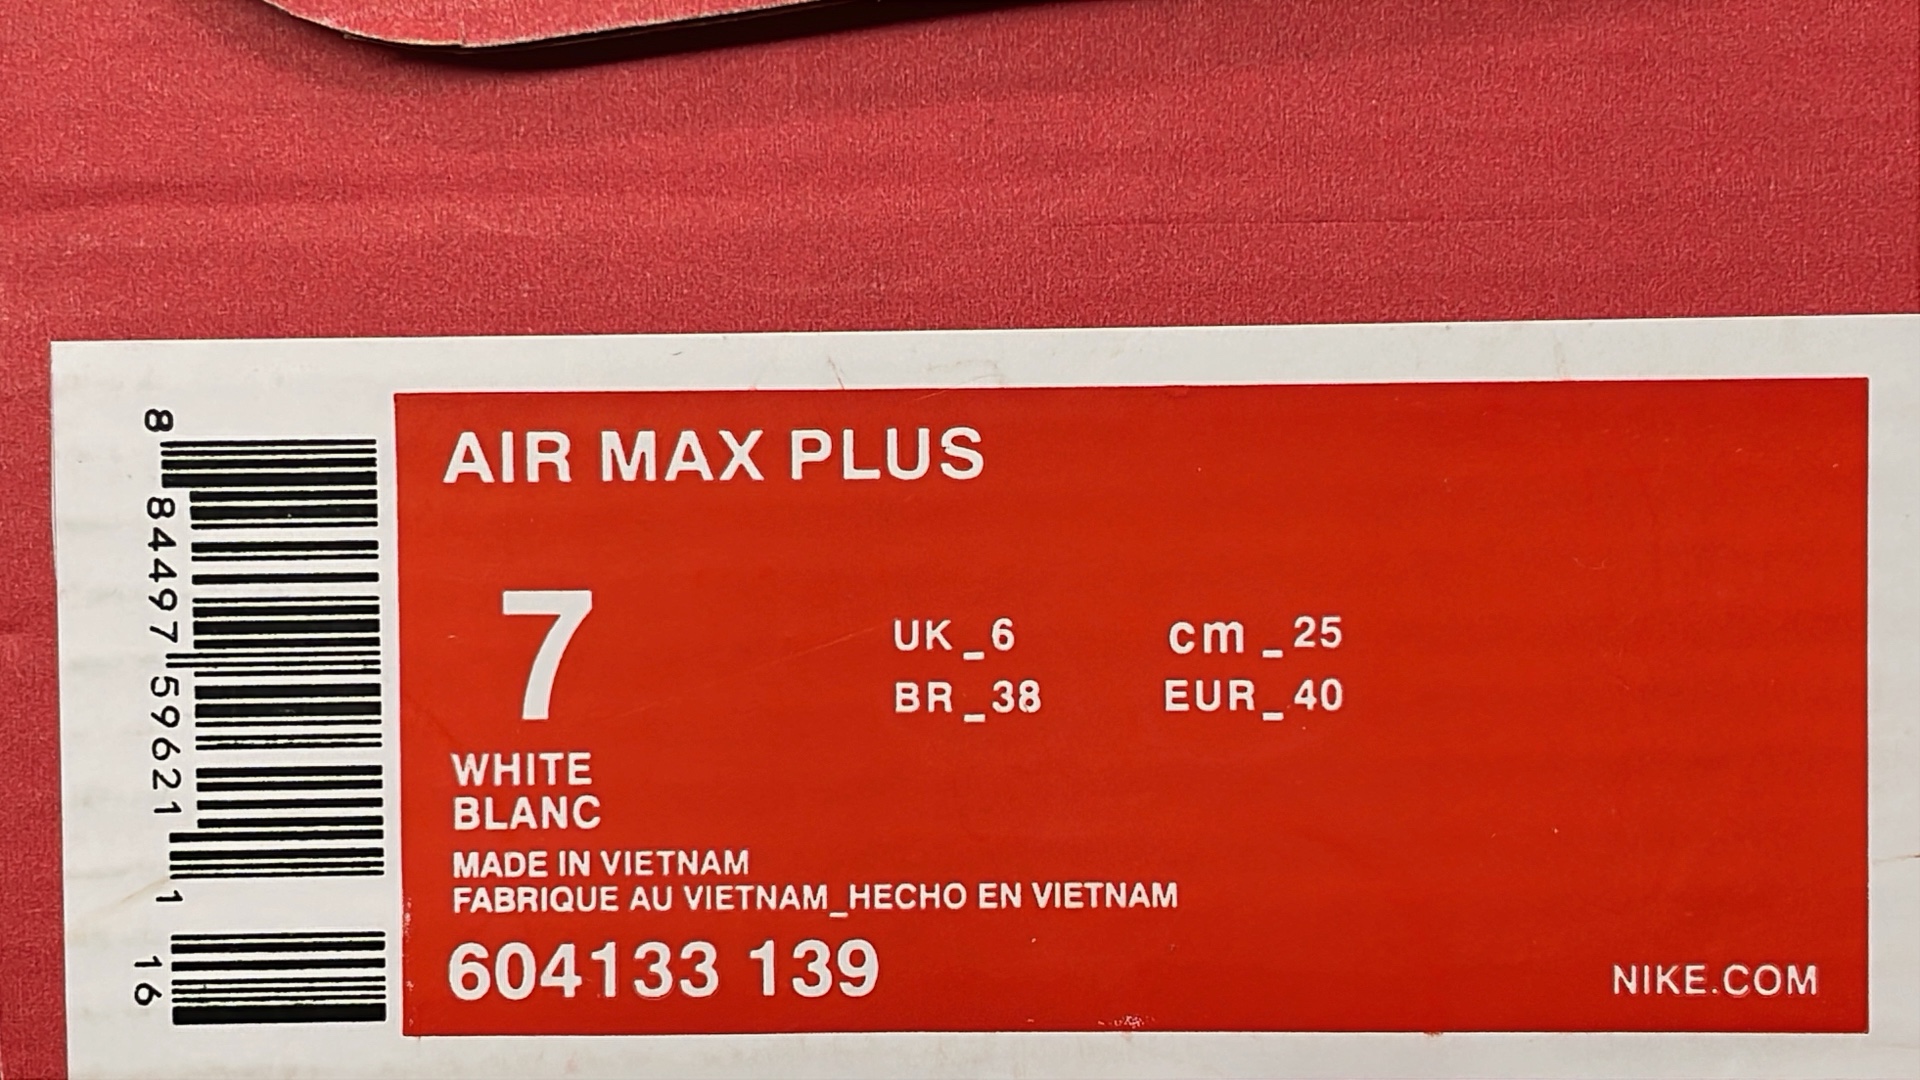 AIR MAX PLUS
7
UK_6 cm_25
BR_38 EUR_40
WHITE
BLANC
MADE IN VIETNAM
FABRIQUE AU VIETNAM_HECHO EN VIETNAM
604133 139
NIKE.COM
8 84497 59621 1
16